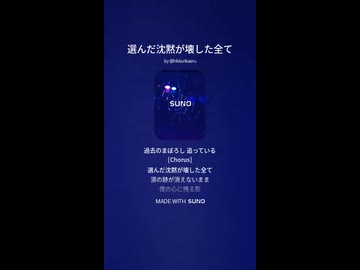 選んだ沈黙が壊した全て
by @hikkurikaeru
SUNO
過去のまぼろし 追っている
[Chorus]
選んだ沈黙が壊した全て
涙の跡が消えないまま
僕の心に残る影
MADE WITH SUNO